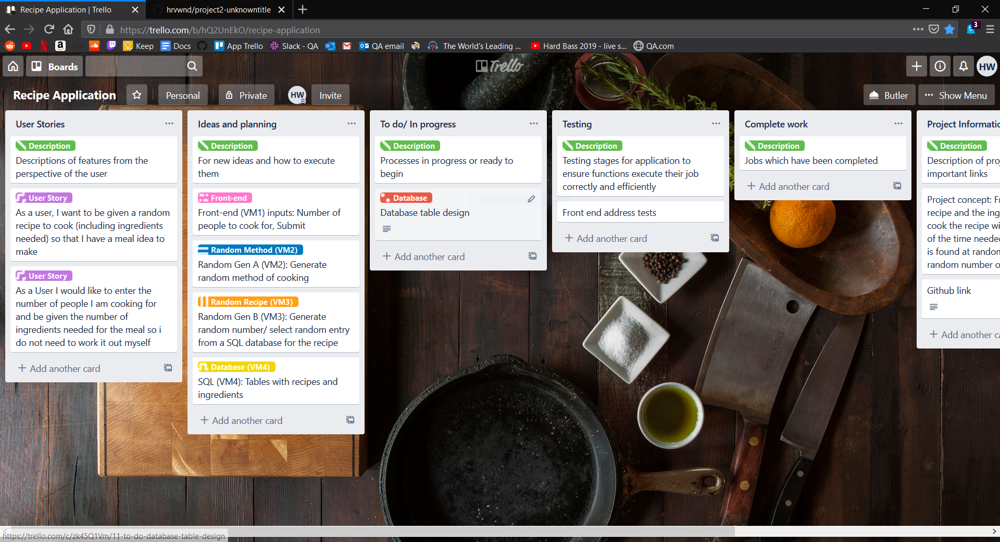 Recipe Application | Trello
hrvwnd/project2-unknowntitle
https://trello.com/b/hQ2UnEkO/recipe-application
3
Keep
Docs
App Trello
Slack - QA
QA email
The World's Leading ...
Hard Bass 2019 - live s...
QA.com
Boards
Trello
HW
Recipe Application
Personal
Private
HW
Invite
Butler
Show Menu
User Stories
Description
Descriptions of features from the
perspective of the user
User Story
As a user, I want to be given a random
recipe to cook (including ingredients
needed) so that I have a meal idea to
make
User Story
As a User I would like to enter the
number of people I am cooking for
and be given the number of
ingredients needed for the meal so i
do not need to work it out myself
Add another card
Ideas and planning
Description
For new ideas and how to execute
them
Front-end
Front-end (VM1) inputs: Number of
people to cook for, Submit
Random Method (VM2)
Random Gen A (VM2): Generate
random method of cooking
Random Recipe (VM3)
Random Gen B (VM3): Generate
random number/ select random entry
from a SQL database for the recipe
Database (VM4)
SQL (VM4): Tables with recipes and
ingredients
Add another card
To do/ In progress
Description
Processes in progress or ready to
begin
Database
Window
Database table design
Add another card
Testing
Description
Testing stages for application to
ensure functions execute their job
correctly and efficiently
Front end address tests
Add another card
Complete work
Description
Jobs which have been completed
Add another card
Project Informatio
Description
Description of proj
important links
Project concept: F
recipe and the ing
cook the recipe wi
of the time neede
is found at random
random number o
Github link
Add another ca
DEXTER
https://trello.com/c/zk45Q1Vm/11-to-do-database-table-design